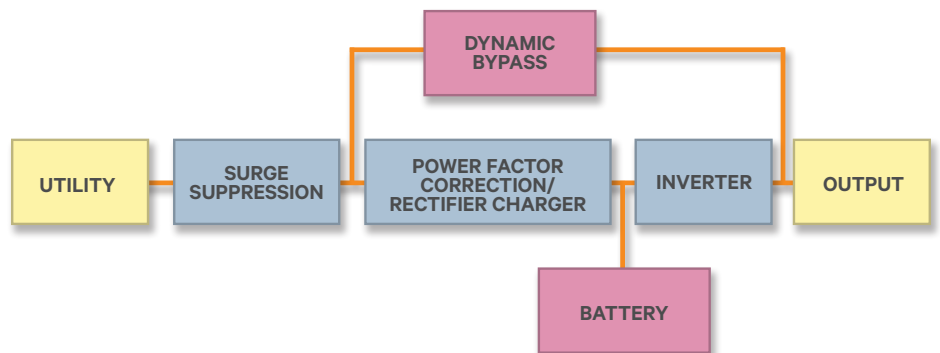 DYNAMIC
BYPASS
UTILITY
SURGE
SUPPRESSION
POWER FACTOR
CORRECTION/
RECTIFIER CHARGER
INVERTER
OUTPUT
BATTERY